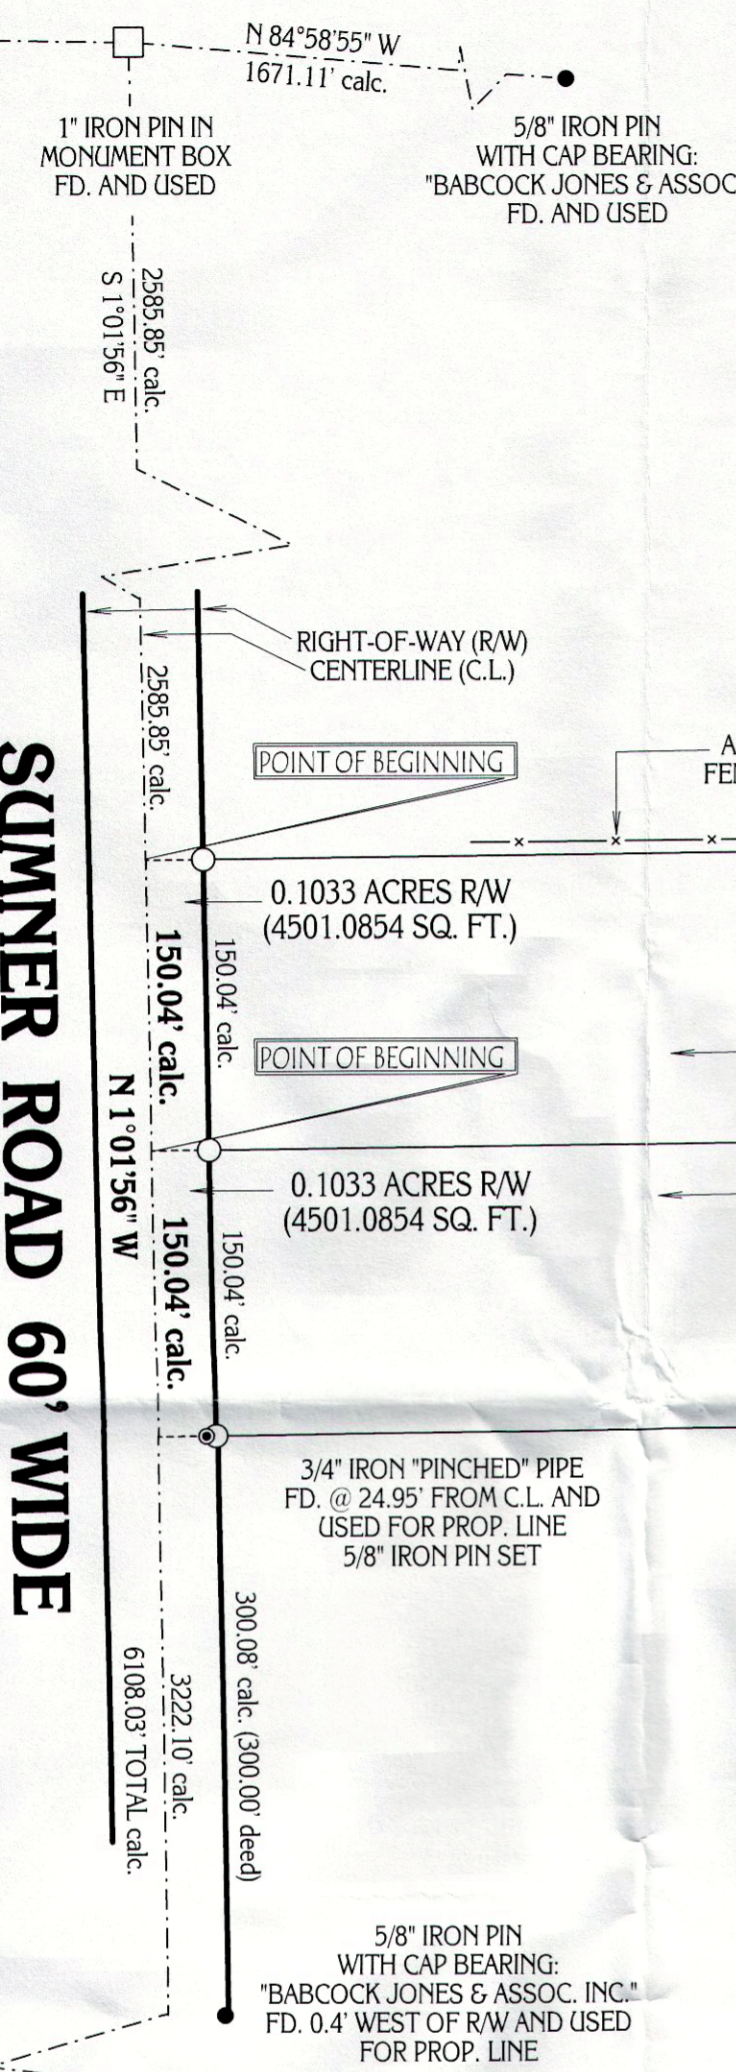 N 84°58'55" W
1671.11' calc.
1" IRON PIN IN
MONUMENT BOX
FD. AND USED
5/8" IRON PIN
WITH CAP BEARING:
"BABCOCK JONES & ASSOC
FD. AND USED
2585.85' calc.
S 1°01'56" E
RIGHT-OF-WAY (R/W)
CENTERLINE (C.L.)
2585.85' calc.
POINT OF BEGINNING
A
FE
0.1033 ACRES R/W
(4501.0854 SQ. FT.)
150.04' calc.
150.04' calc.
POINT OF BEGINNING
N 1°01'56" W
0.1033 ACRES R/W
(4501.0854 SQ. FT.)
150.04' calc.
150.04' calc.
SUMNER ROAD 60' WIDE
3/4" IRON "PINCHED" PIPE
FD. @ 24.95' FROM C.L. AND
USED FOR PROP. LINE
5/8" IRON PIN SET
300.08' calc. (300.00' deed)
3222.10' calc.
6108.03' TOTAL calc.
5/8" IRON PIN
WITH CAP BEARING:
"BABCOCK JONES & ASSOC. INC."
FD. 0.4' WEST OF R/W AND USED
FOR PROP. LINE